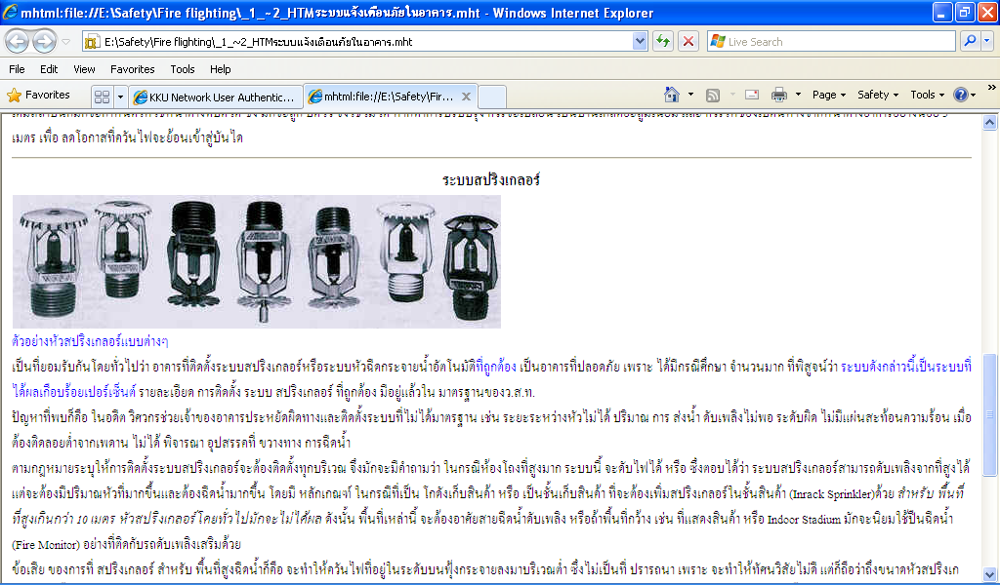 mhtml:file://E:\Safety\Fire flighting\_1_~2_HTMระบบแจ้งเตือนภัยในอาคาร.mht - Windows Internet Explorer
E:\Safety\Fire flighting\_1_~2_HTMระบบแจ้งเตือนภัยในอาคาร.mht
Live Search
File Edit View Favorites Tools Help
Favorites KKU Network User Authentic... mhtml:file://E:\Safety\Fir... Page Safety Tools
เมตร เพื่อ ลดโอกาสที่ควันไฟจะย้อนเข้าสู่บันได
ระบบสปริงเกลอร์
ตัวอย่างหัวสปริงเกลอร์แบบต่างๆ
เป็นที่ยอมรับกันโดยทั่วไปว่า อาคารที่ติดตั้งระบบสปริงเกลอร์หรือระบบหัวฉีดกระจายน้ำอัตโนมัติที่ถูกต้อง เป็นอาคารที่ปลอดภัย เพราะ ได้มีกรณีศึกษา จำนวนมาก ที่พิสูจน์ว่า ระบบดังกล่าวนี้เป็นระบบที่
ได้ผลเกือบร้อยเปอร์เซ็นต์ รายละเอียด การติดตั้ง ระบบ สปริงเกลอร์ ที่ถูกต้อง มีอยู่แล้วใน มาตรฐานของว.ส.ท.
ปัญหาที่พบก็คือ ในอดีต วิศวกรช่วยเจ้าของอาคารประหยัดผิดทางและติดตั้งระบบที่ไม่ได้มาตรฐาน เช่น ระยะระหว่างหัวไม่ได้ ปริมาณ การ ส่งน้ำ ดับเพลิงไม่พอ ระดับผิด ไม่มีแผ่นสะท้อนความร้อน เมื่อ
ต้องติดลอยต่ำจากเพดาน ไม่ได้ พิจารณา อุปสรรคที่ ขวางทาง การฉีดน้ำ
ตามกฎหมายระบุให้การติดตั้งระบบสปริงเกลอร์จะต้องติดตั้งทุกบริเวณ จึงมักจะมีคำถามว่า ในกรณีห้องโถงที่สูงมาก ระบบนี้ จะดับไฟได้ หรือ ซึ่งตอบได้ว่า ระบบสปริงเกลอร์สามารถดับเพลิงจากที่สูงได้
แต่จะต้องมีปริมาณหัวที่มากขึ้นและต้องฉีดน้ำมากขึ้น โดยมี หลักเกณฑ์ ในกรณีที่เป็น โกดังเก็บสินค้า หรือ เป็นชั้นเก็บสินค้า ที่จะต้องเพิ่มสปริงเกลอร์ในชั้นสินค้า (Inrack Sprinkler)ด้วย สำหรับ พื้นที่
ที่สูงเกินกว่า 10 เมตร หัวสปริงเกลอร์โดยทั่วไปมักจะไม่ได้ผล ดังนั้น พื้นที่เหล่านี้ จะต้องอาศัยสายฉีดน้ำดับเพลิง หรือถ้าพื้นที่กว้าง เช่น ที่แสดงสินค้า หรือ Indoor Stadium มักจะนิยมใช้ปืนฉีดน้ำ
(Fire Monitor) อย่างที่ติดกับรถดับเพลิงเสริมด้วย
ข้อเสีย ของการที่ สปริงเกลอร์ สำหรับ พื้นที่สูงฉีดน้ำก็คือ จะทำให้ควันไฟที่อยู่ในระดับบนฟุ้งกระจายลงมาบริเวณต่ำ ซึ่งไม่เป็นที่ ปรารถนา เพราะ จะทำให้ทัศนวิสัยไม่ดี แต่ก็ถือว่าถึงขนาดหัวสปริงเก